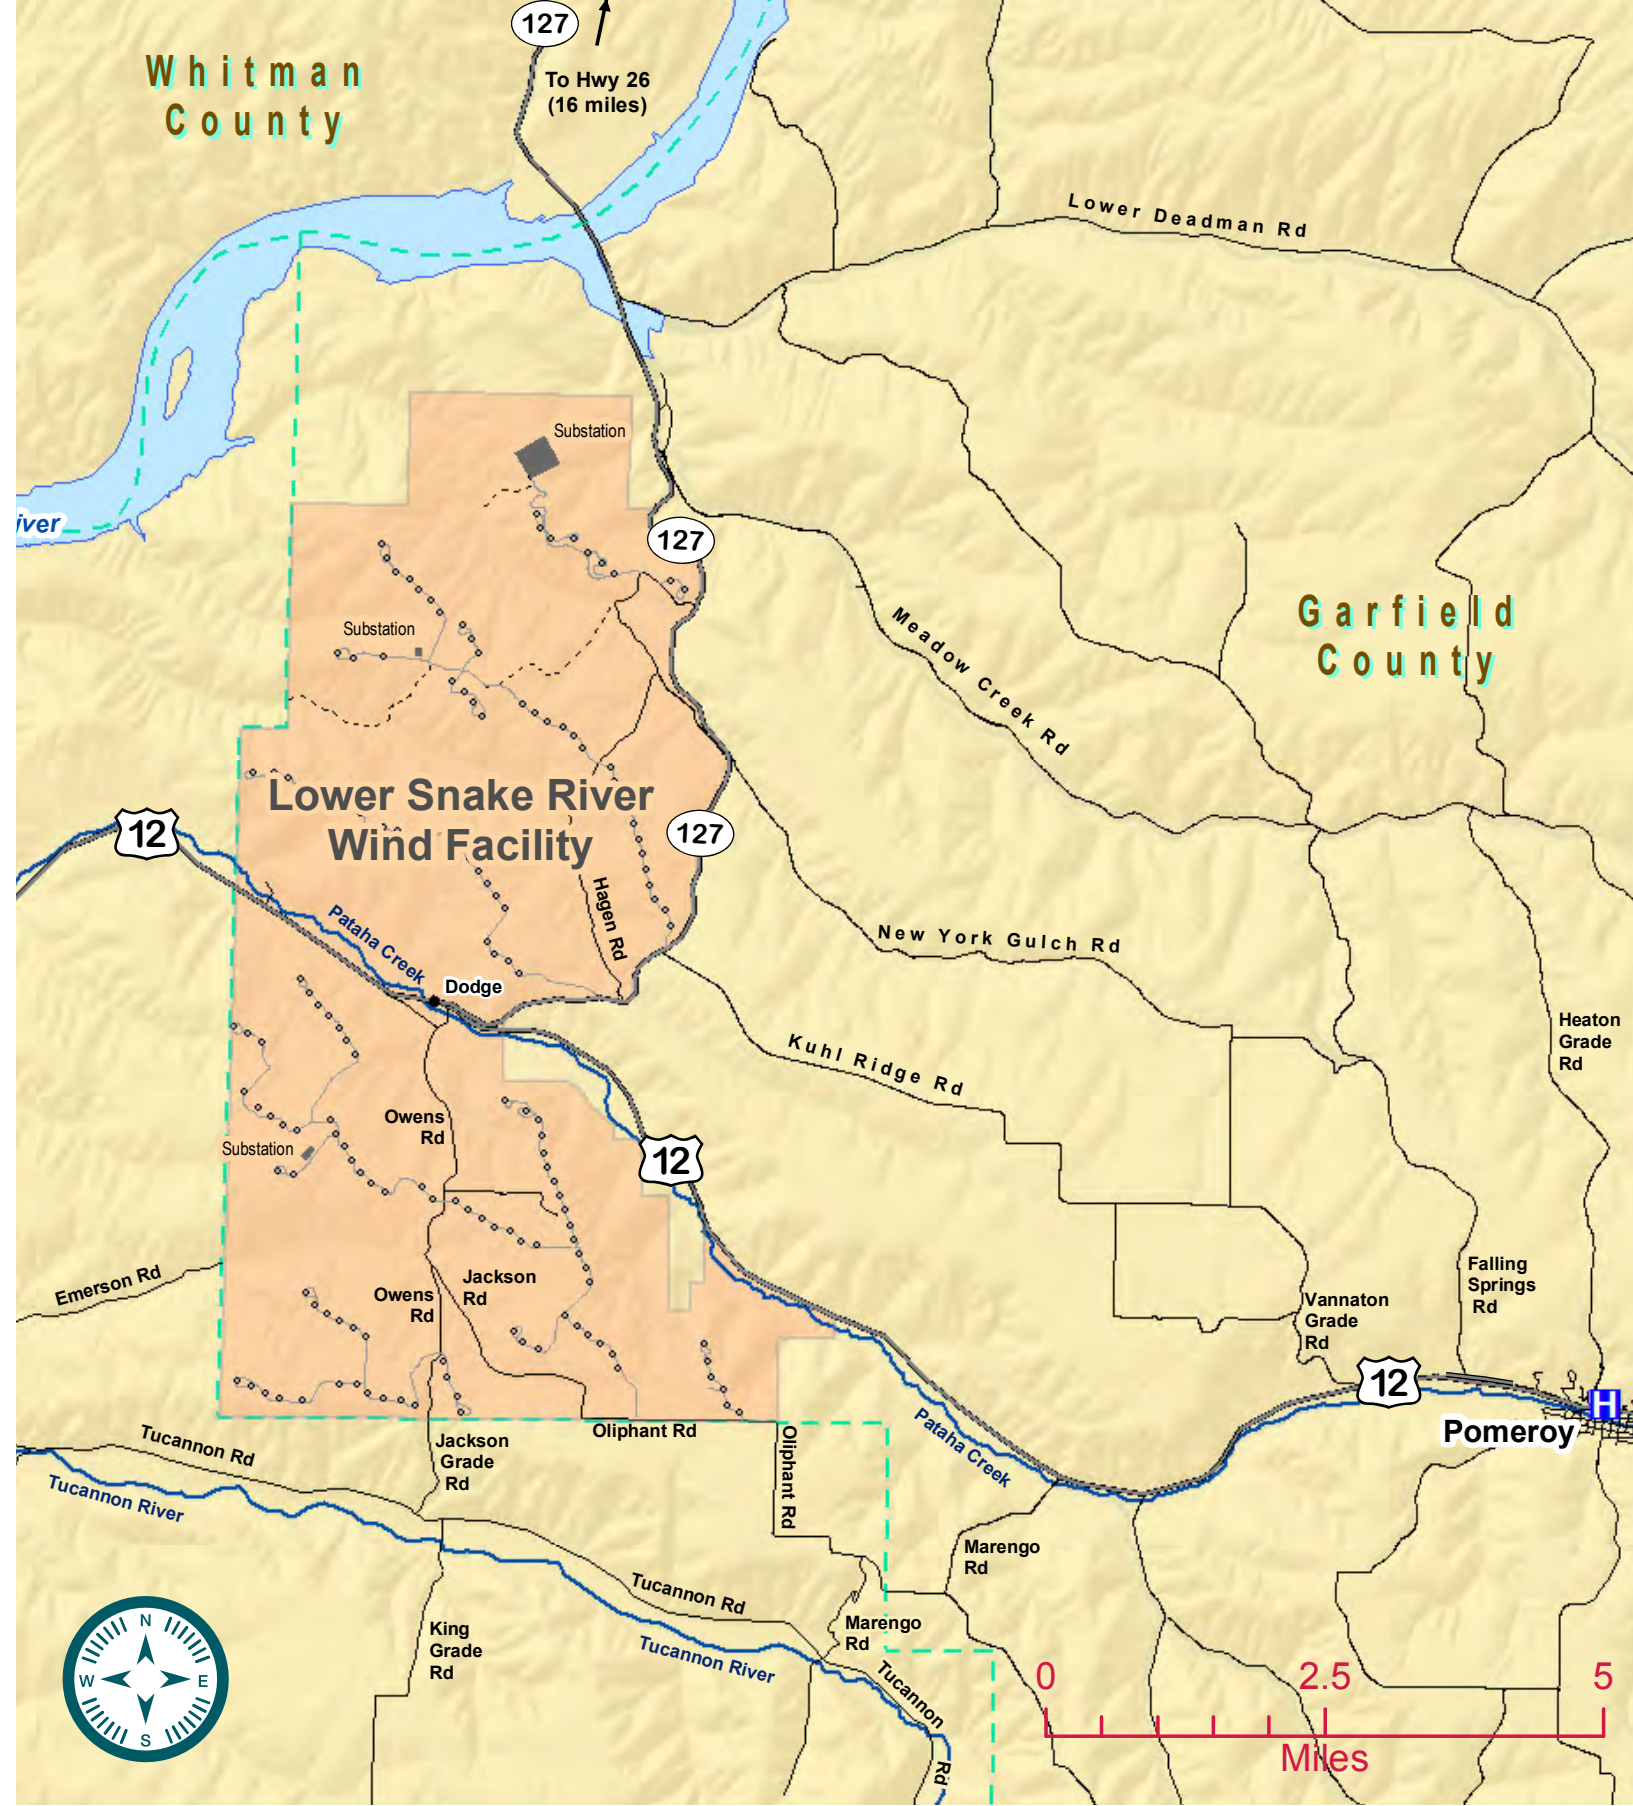 127
To Hwy 26
(16 miles)
Whitman
County
Lower Deadman Rd
Substation
iver
127
Garfield
County
Substation
Meadow Creek Rd
Lower Snake River
Wind Facility
12
127
Hagen Rd
Pataha Creek
New York Gulch Rd
Dodge
Heaton
Grade
Rd
Kuhl Ridge Rd
Owens
Rd
Substation
12
Emerson Rd
Jackson
Rd
Owens
Rd
Falling
Springs
Rd
Vannaton
Grade
Rd
12
H
Pomeroy
Pataha Creek
Oliphant Rd
Oliphant Rd
Tucannon Rd
Jackson
Grade
Rd
Tucannon River
Marengo
Rd
Tucannon Rd
Marengo
Rd
King
Grade
Rd
Tucannon River
Tucannon
Rd
N
W
E
S
0
2.5
5
Miles